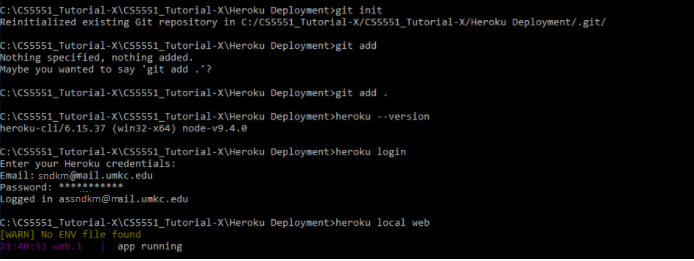 C:\CS5551_Tutorial-X\CS5551_Tutorial-X\Heroku Deployment>git init
Reinitialized existing Git repository in C:/CS5551_Tutorial-X/CS5551_Tutorial-X/Heroku Deployment/.git/
C:\CS5551_Tutorial-X\CS5551_Tutorial-X\Heroku Deployment>git add
Nothing specified, nothing added.
Maybe you wanted to say 'git add .'?
C:\CS5551_Tutorial-X\CS5551_Tutorial-X\Heroku Deployment>git add .
C:\CS5551_Tutorial-X\CS5551_Tutorial-X\Heroku Deployment>heroku --version
heroku-cli/6.15.37 (win32-x64) node-v9.4.0
C:\CS5551_Tutorial-X\CS5551_Tutorial-X\Heroku Deployment>heroku login
Enter your Heroku credentials:
Email: sndkm@mail.umkc.edu
Password: ***********
Logged in assndkm@mail.umkc.edu
C:\CS5551_Tutorial-X\CS5551_Tutorial-X\Heroku Deployment>heroku local web
[WARN] No ENV file found
21:40:53 web.1 | app running